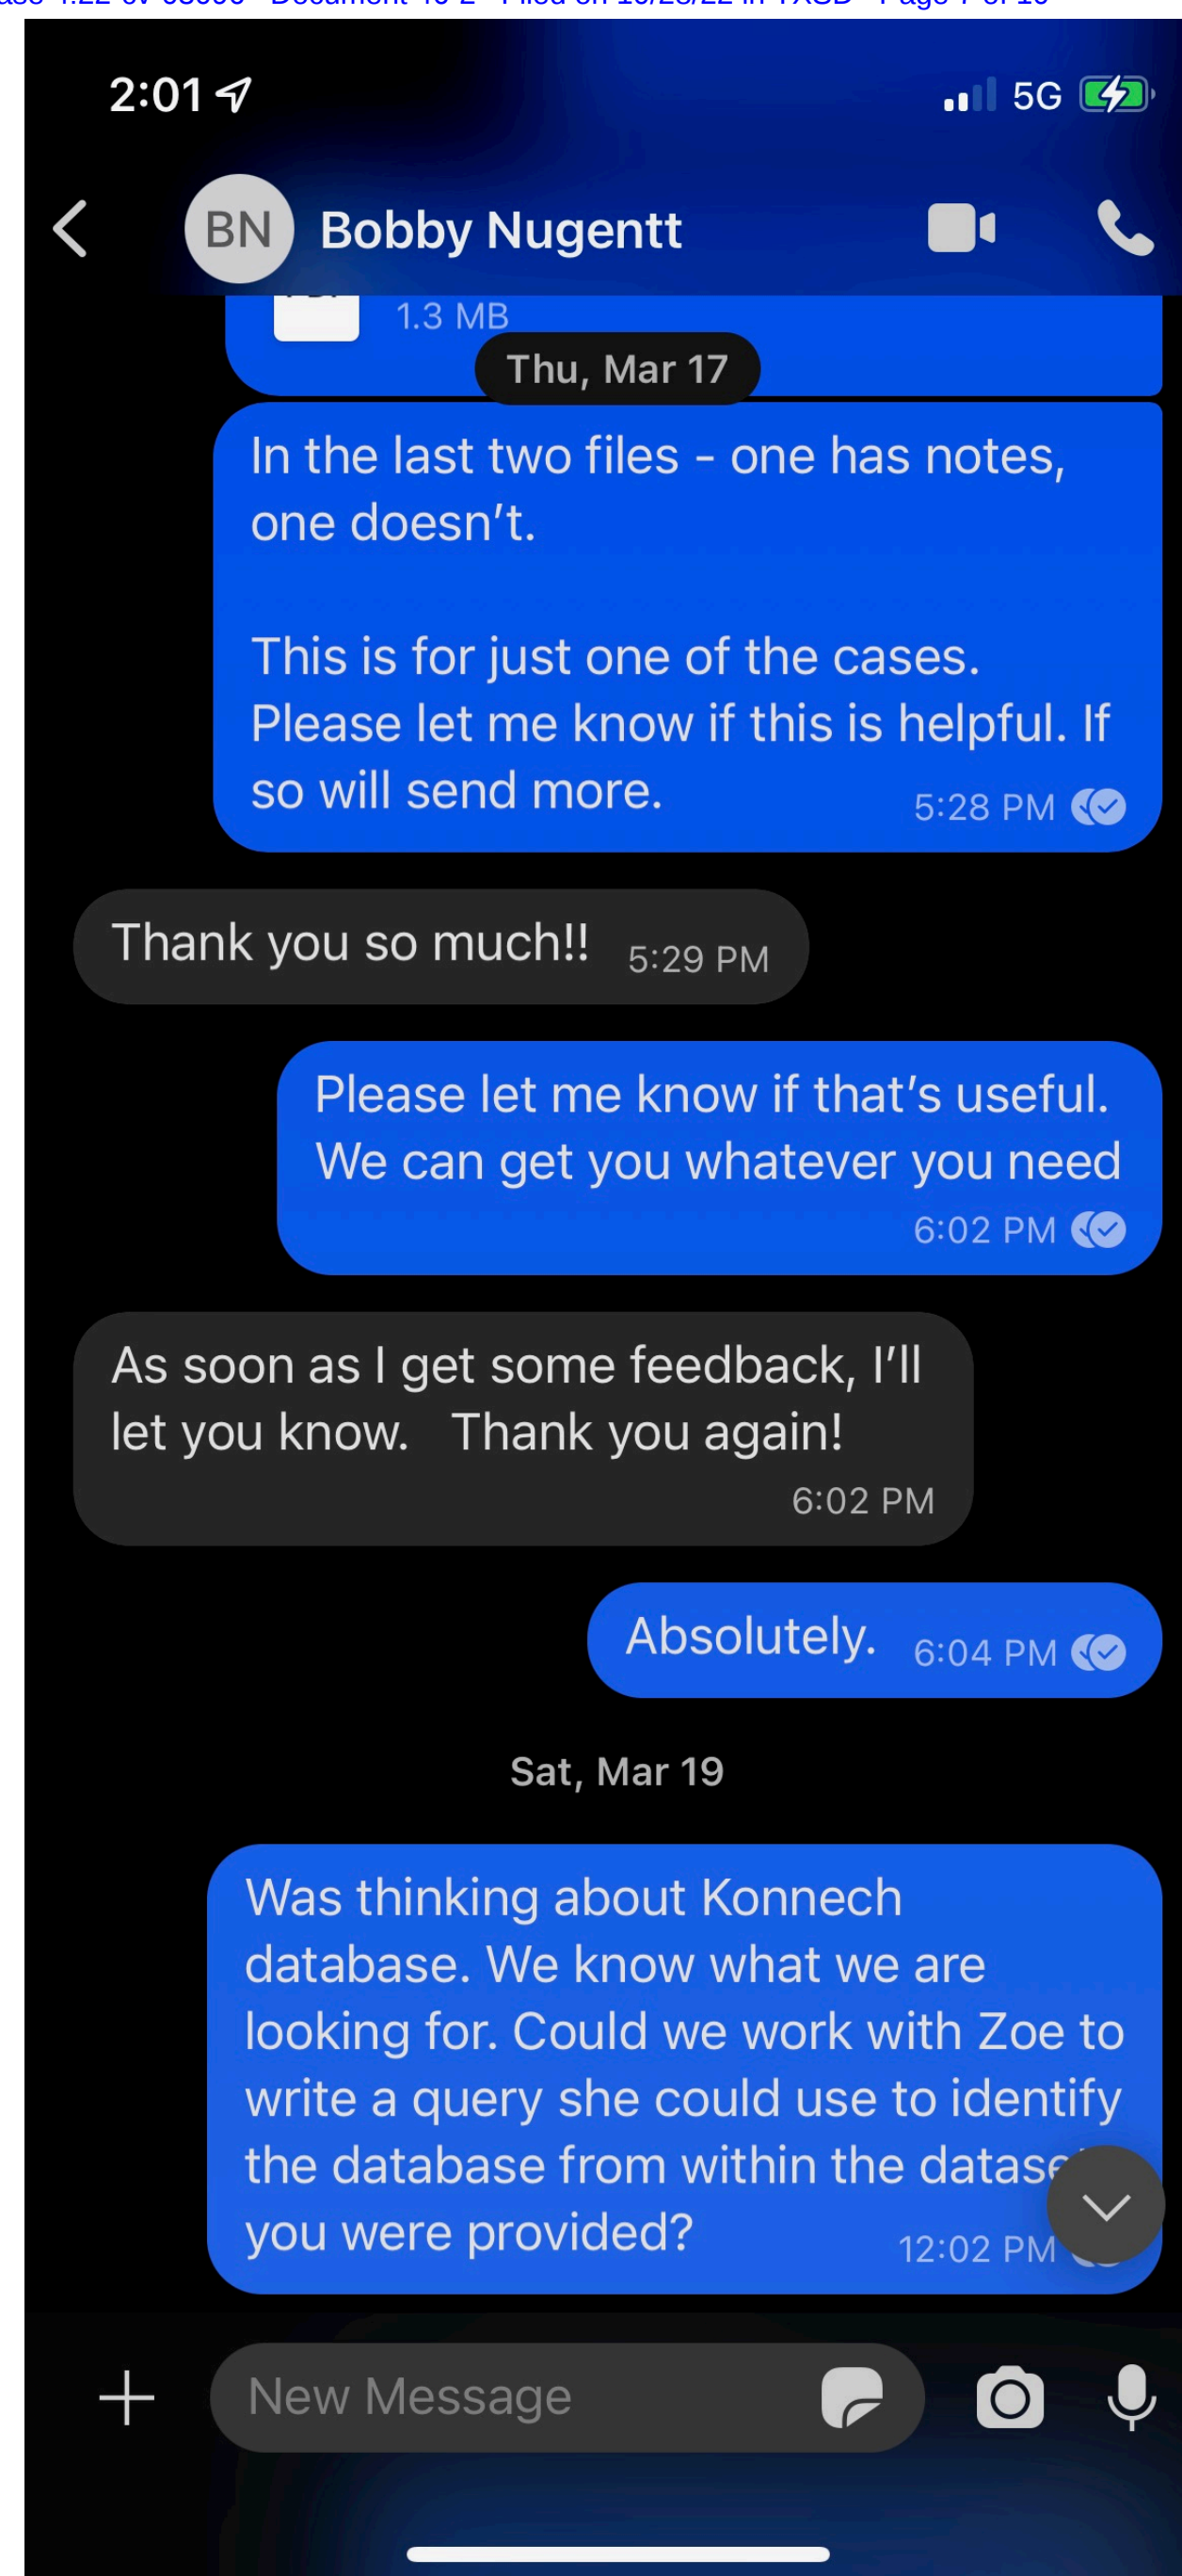 2:01
5G
BN Bobby Nugentt
1.3 MB
Thu, Mar 17
In the last two files - one has notes,
one doesn't.
This is for just one of the cases.
Please let me know if this is helpful. If
so will send more.
5:28 PM
Thank you so much!! 5:29 PM
Please let me know if that's useful.
We can get you whatever you need
6:02 PM
As soon as I get some feedback, I'll
let you know.   Thank you again!
6:02 PM
Absolutely. 6:04 PM
Sat, Mar 19
Was thinking about Konnech
database. We know what we are
looking for. Could we work with Zoe to
write a query she could use to identify
the database from within the
you were provided?
12:02 PM
New Message